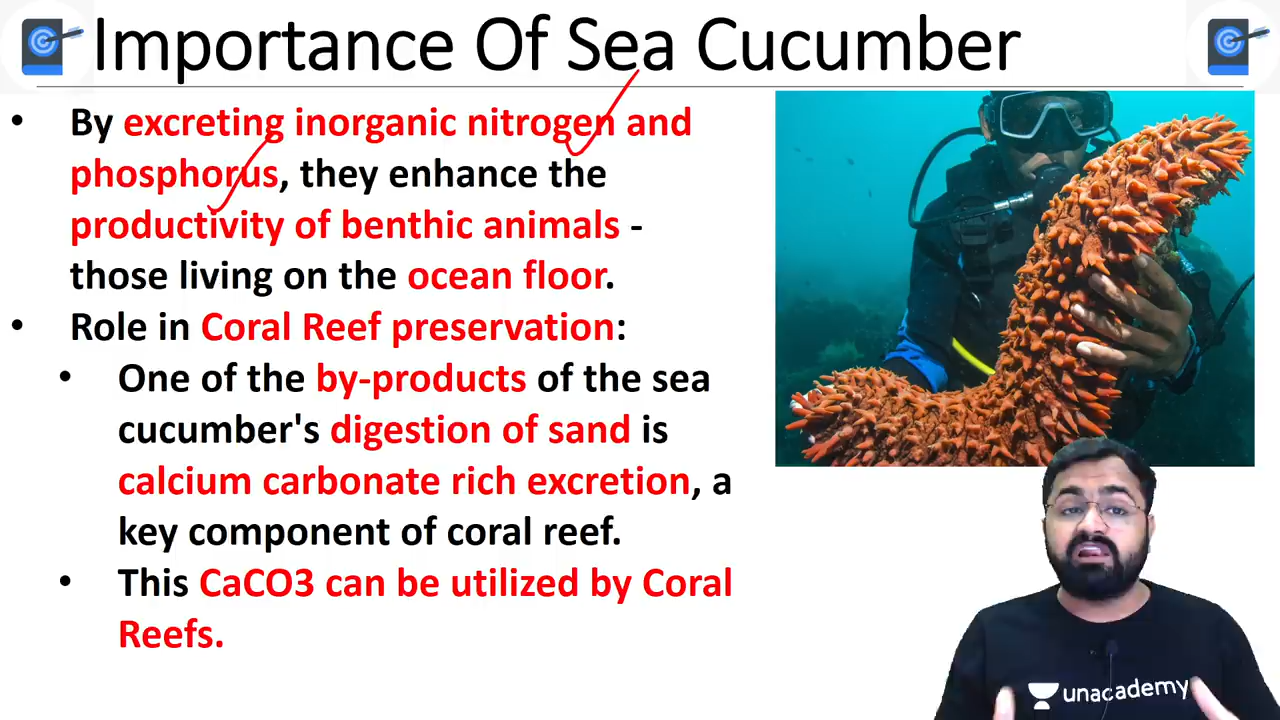 Importance Of Sea Cucumber
• By excreting inorganic nitrogen and
phosphorus, they enhance the
productivity of benthic animals -
those living on the ocean floor.
• Role in Coral Reef preservation:
• One of the by-products of the sea
cucumber's digestion of sand is
calcium carbonate rich excretion, a
key component of coral reef.
• This CaCO3 can be utilized by Coral
Reefs.
unacademy